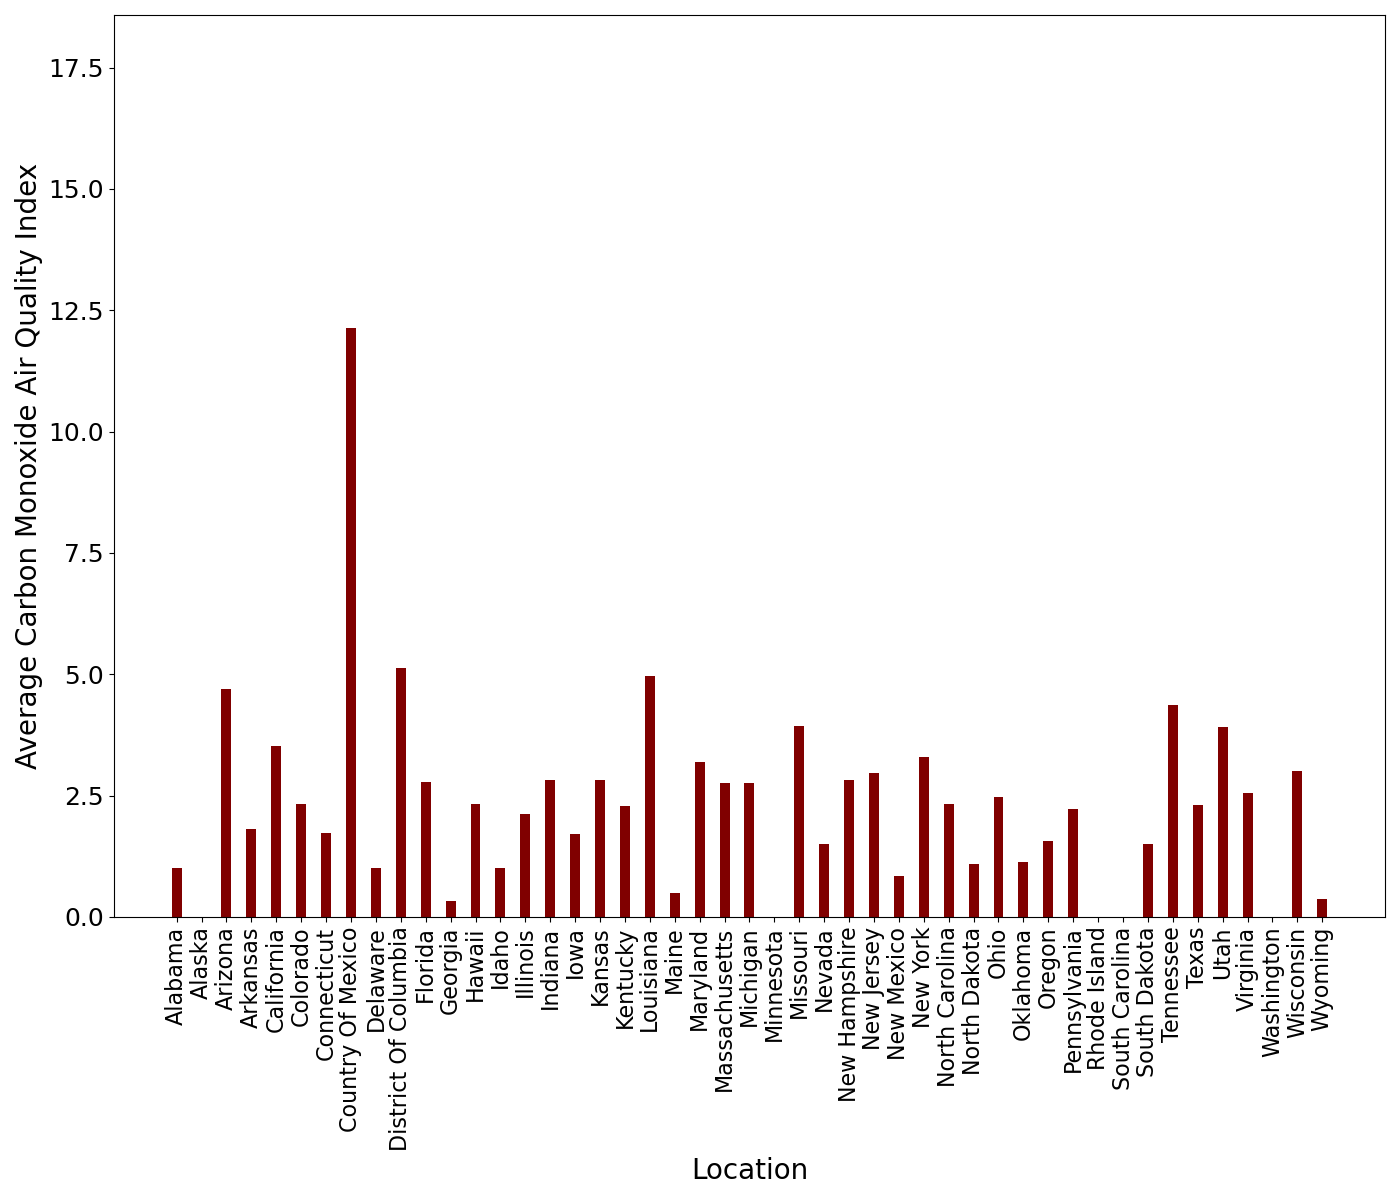 Average Carbon Monoxide Air Quality Index
17.5
15.0
12.5
10.0
7.5
5.0
2.5
0.0
Alabama
Alaska
Arizona
Arkansas
California
Colorado
Connecticut
Country Of Mexico
Delaware
District Of Columbia
Florida
Georgia
Hawaii
Idaho
Illinois
Indiana
Iowa
Kansas
Kentucky
Louisiana
Maine
Maryland
Massachusetts
Michigan
Minnesota
Missouri
Nevada
New Hampshire
New Jersey
New Mexico
New York
North Carolina
North Dakota
Ohio
Oklahoma
Oregon
Pennsylvania
Rhode Island
South Carolina
South Dakota
Tennessee
Texas
Utah
Virginia
Washington
Wisconsin
Wyoming
Location